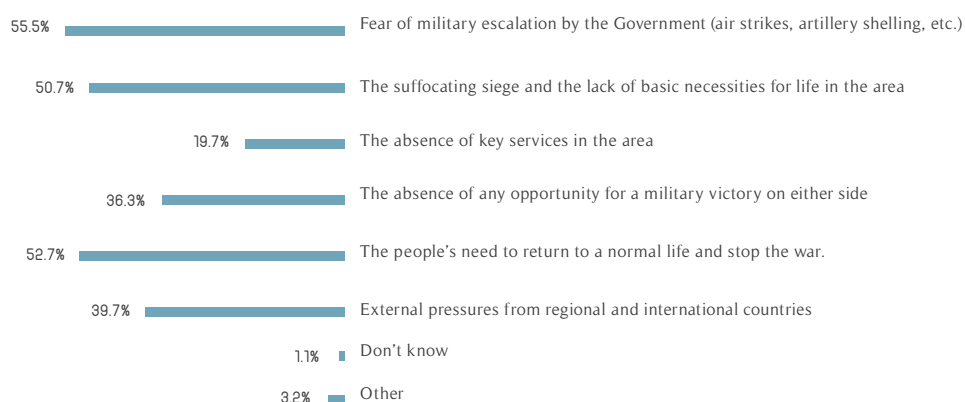 55.5% Fear of military escalation by the Government (air strikes, artillery shelling, etc.)
50.7% The suffocating siege and the lack of basic necessities for life in the area
19.7% The absence of key services in the area
36.3% The absence of any opportunity for a military victory on either side
52.7% The people's need to return to a normal life and stop the war.
39.7% External pressures from regional and international countries
1.1% Don't know
3.2% Other